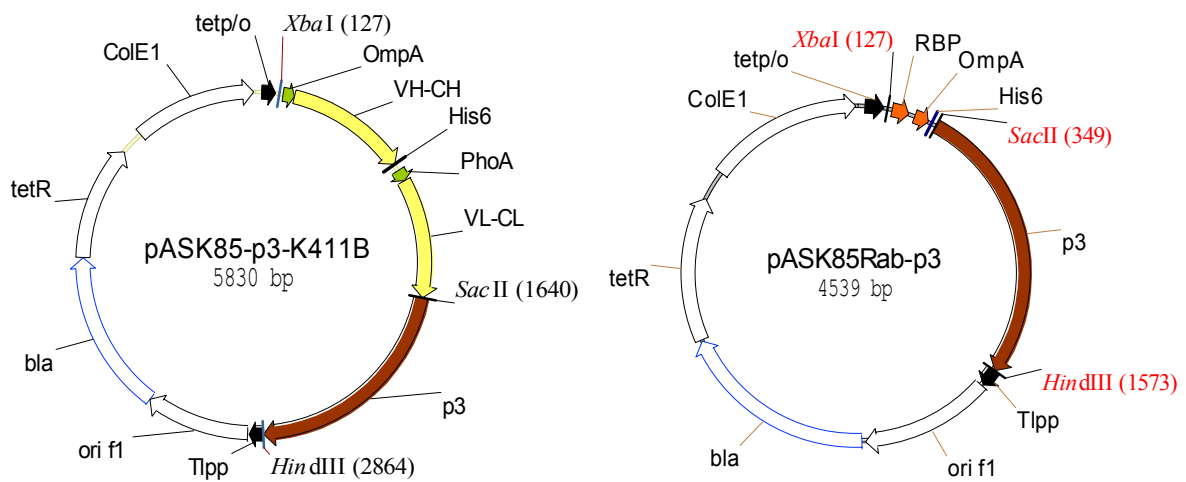 tetp/o
XbaI (127)
OmpA
VH-CH
His6
PhoA
VL-CL
SacII (1640)
p3
HindIII (2864)
Tlpp
ori f1
bla
tetR
ColE1
pASK85-p3-K411B
5830 bp
tetp/o
XbaI (127)
RBP
OmpA
His6
SacII (349)
p3
HindIII (1573)
Tlpp
ori f1
bla
tetR
ColE1
pASK85Rab-p3
4539 bp